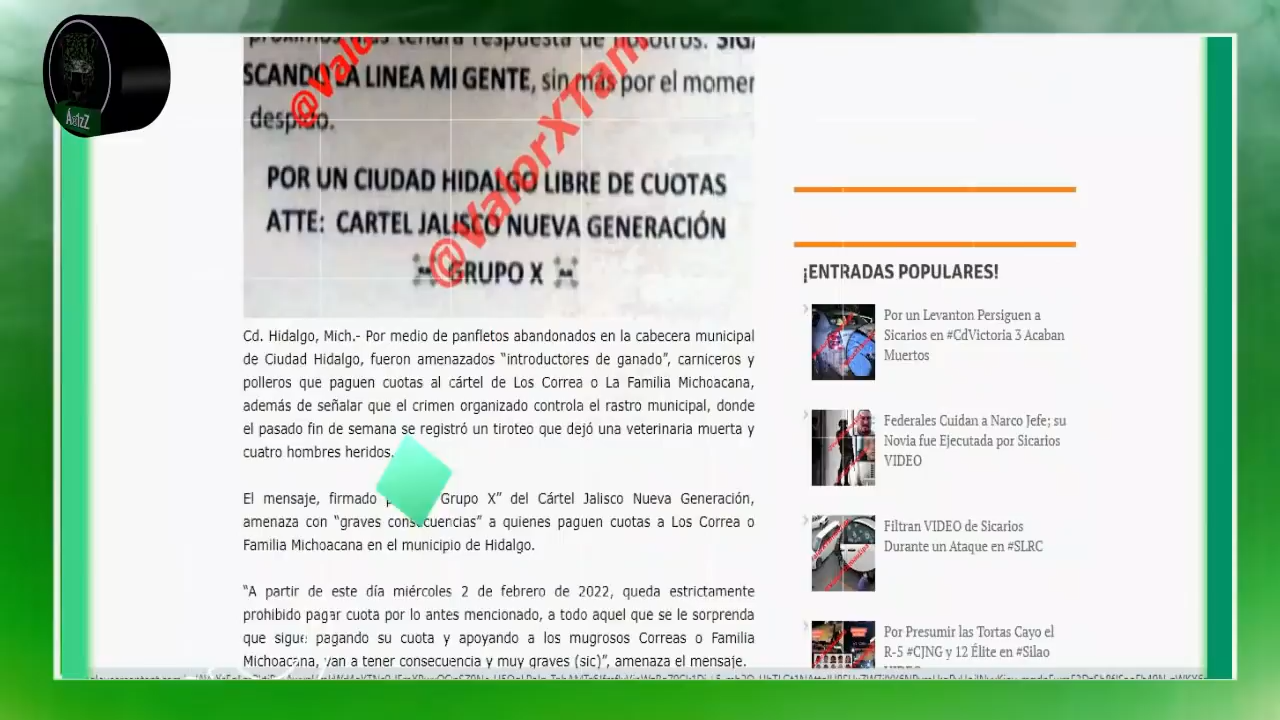 AgizZ
próximos días tendrá respuesta de nosotros. SIG
SCANDO LA LINEA MI GENTE, sin más por el momen
despido.
POR UN CIUDAD HIDALGO LIBRE DE CUOTAS
ATTE: CARTEL JALISCO NUEVA GENERACIÓN
GRUPO X
@ValorXTam
Cd. Hidalgo, Mich.- Por medio de panfletos abandonados en la cabecera municipal
de Ciudad Hidalgo, fueron amenazados “introductores de ganado”, carniceros y
polleros que paguen cuotas al cártel de Los Correa o La Familia Michoacana,
además de señalar que el crimen organizado controla el rastro municipal, donde
el pasado fin de semana se registró un tiroteo que dejó una veterinaria muerta y
cuatro hombres heridos.
El mensaje, firmado Grupo X” del Cártel Jalisco Nueva Generación,
amenaza con “graves consecuencias” a quienes paguen cuotas a Los Correa o
Familia Michoacana en el municipio de Hidalgo.
“A partir de este día miércoles 2 de febrero de 2022, queda estrictamente
prohibido pagar cuota por lo antes mencionado, a todo aquel que se le sorprenda
que sigue pagando su cuota y apoyando a los mugrosos Correas o Familia
Michoacana, van a tener consecuencia y muy graves (sic)”, amenaza el mensaje.
¡ENTRADAS POPULARES!
Por un Levanton Persiguen a
Sicarios en #CdVictoria 3 Acaban
Muertos
Federales Cuidan a Narco Jefe; su
Novia fue Ejecutada por Sicarios
VIDEO
Filtran VIDEO de Sicarios
Durante un Ataque en #SLRC
Por Presumir las Tortas Cayo el
R-5 #CJNG y 12 Élite en #Silao
VIDEO